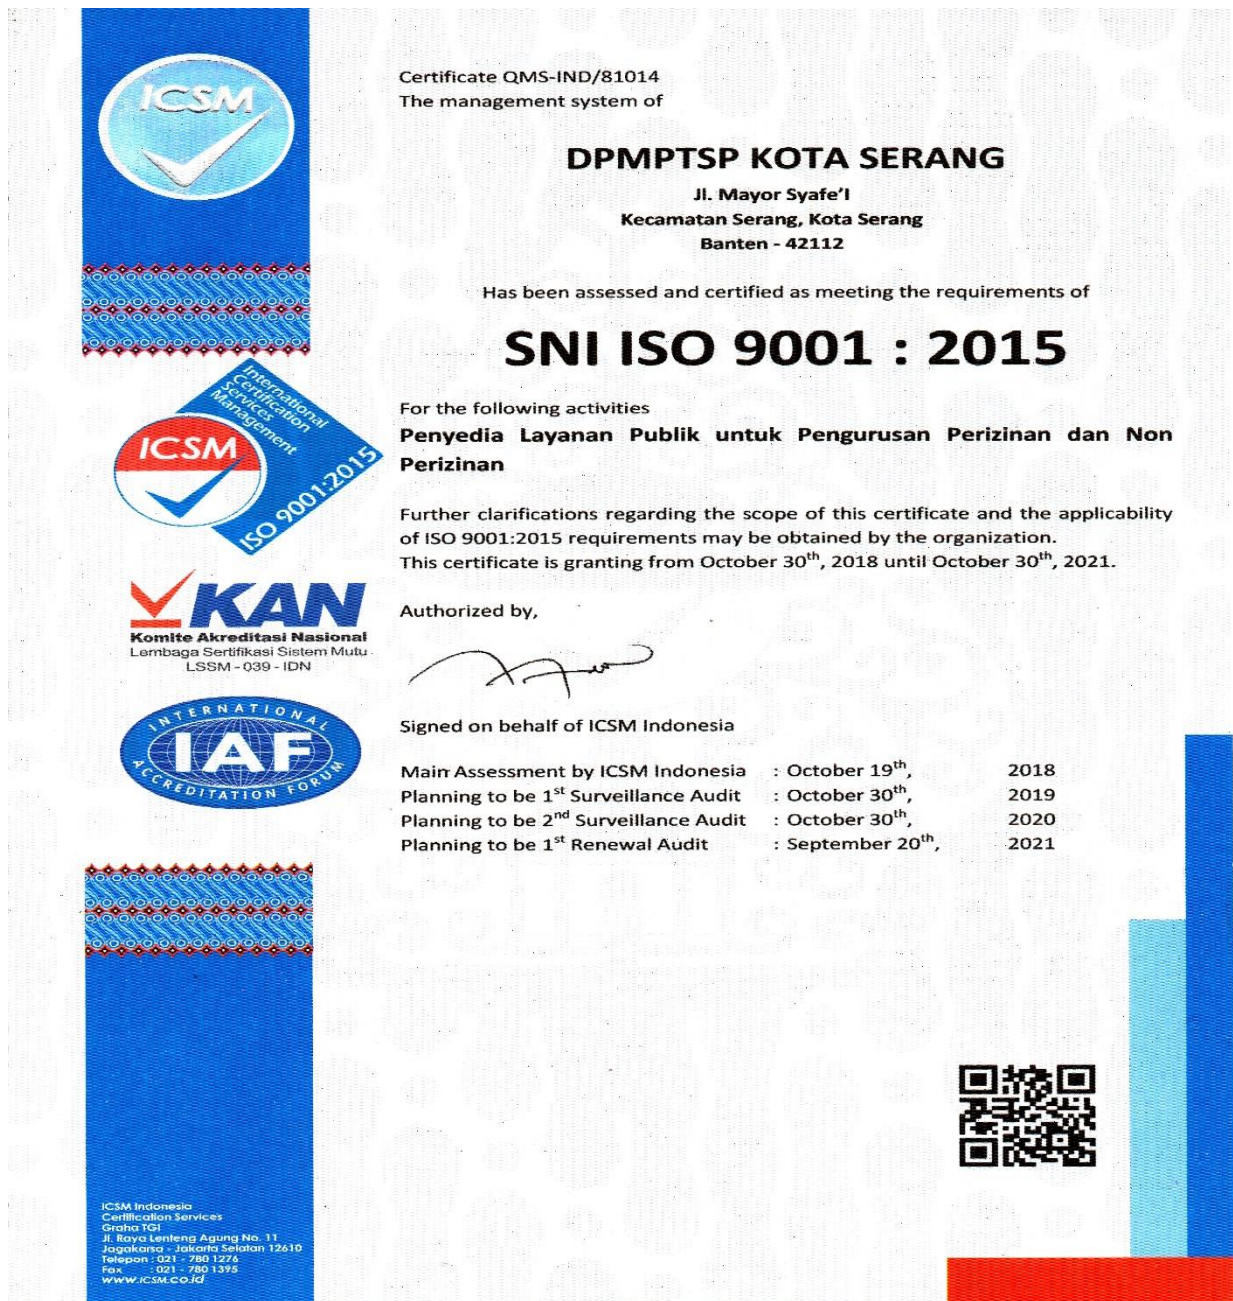 ICSM
Certificate QMS-IND/81014
The management system of
DPMPTSP KOTA SERANG
Jl. Mayor Syafe'I
Kecamatan Serang, Kota Serang
Banten - 42112
Has been assessed and certified as meeting the requirements of
SNI ISO 9001 : 2015
International
Certification
Services
Management
ICSM
ISO 9001:2015
For the following activities
Penyedia Layanan Publik untuk Pengurusan Perizinan dan Non
Perizinan
Further clarifications regarding the scope of this certificate and the applicability
of ISO 9001:2015 requirements may be obtained by the organization.
This certificate is granting from October 30th, 2018 until October 30th, 2021.
KAN
Komite Akreditasi Nasional
Lembaga Sertifikasi Sistem Mutu
LSSM - 039 - IDN
Authorized by,
Signed on behalf of ICSM Indonesia
INTERNATIONAL
IAF
ACCREDITATION FORUM
Main Assessment by ICSM Indonesia : October 19th, 2018
Planning to be 1st Surveillance Audit : October 30th, 2019
Planning to be 2nd Surveillance Audit : October 30th, 2020
Planning to be 1st Renewal Audit : September 20th, 2021
ICSM Indonesia
Certification Services
Graha TGI
Jl. Raya Lenteng Agung No. 11
Jagakarsa - Jakarta Selatan 12610
Telepon : 021 - 780 1276
Fax : 021 - 780 1395
www.ICSM.co.id